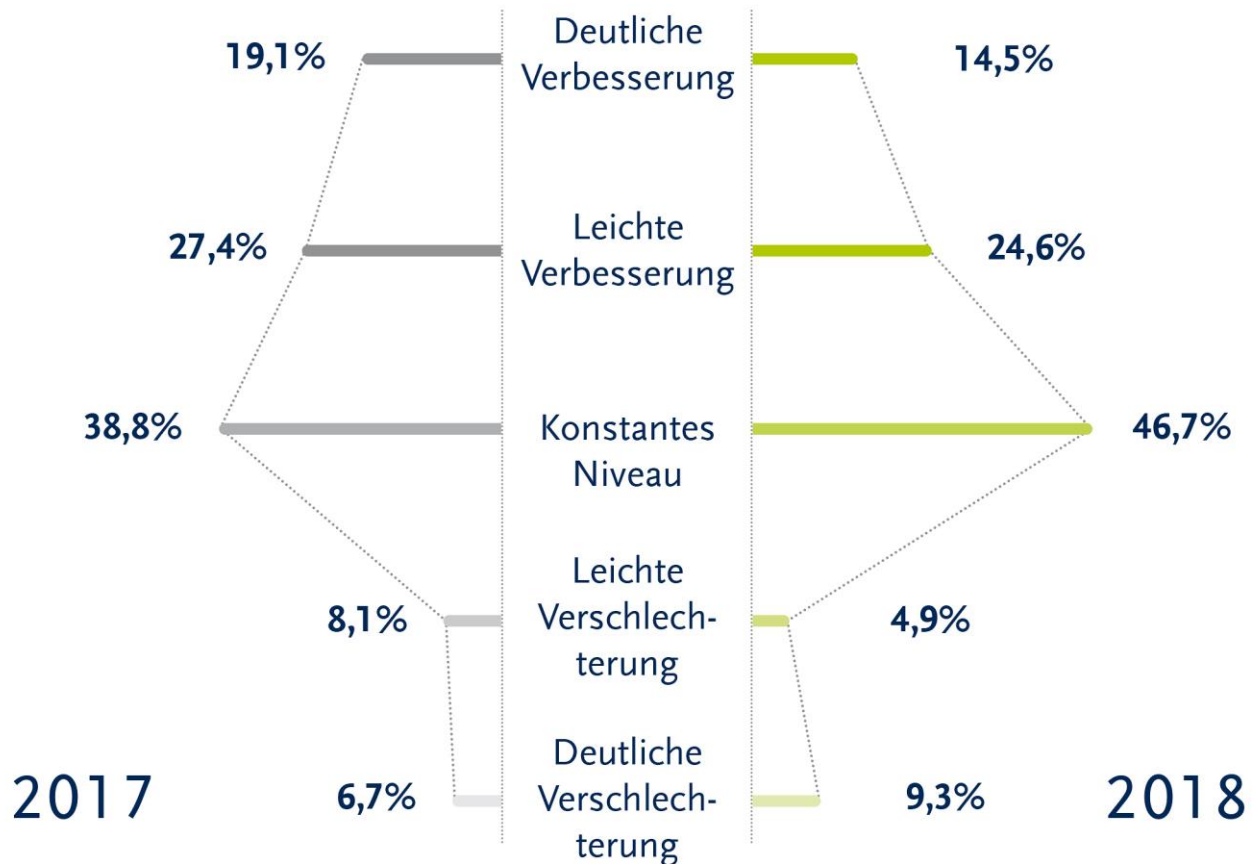 Deutliche
Verbesserung
19,1%
14,5%
Leichte
Verbesserung
27,4%
24,6%
38,8%
Konstantes
Niveau
46,7%
Leichte
Verschlech-
terung
8,1%
4,9%
Deutliche
Verschlech-
terung
2017
6,7%
9,3%
2018